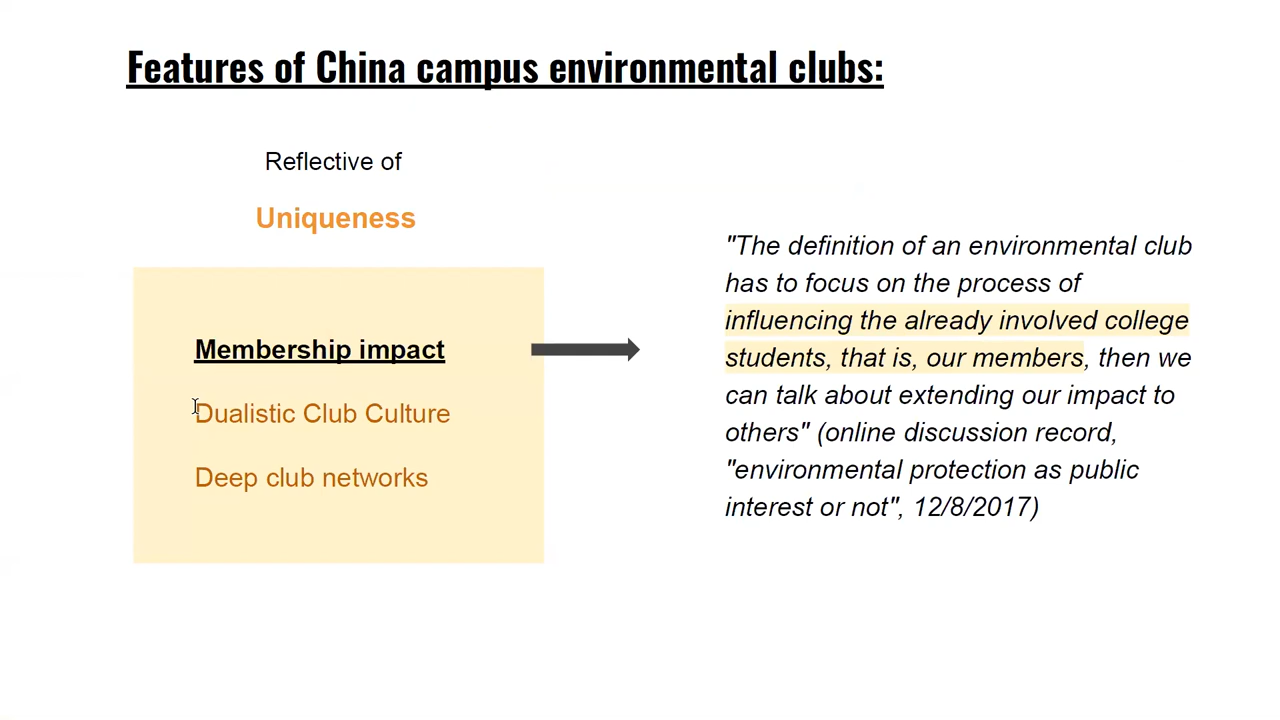 Features of China campus environmental clubs:
Reflective of
Uniqueness
Membership impact
Dualistic Club Culture
Deep club networks
"The definition of an environmental club
has to focus on the process of
influencing the already involved college
students, that is, our members, then we
can talk about extending our impact to
others" (online discussion record,
"environmental protection as public
interest or not", 12/8/2017)